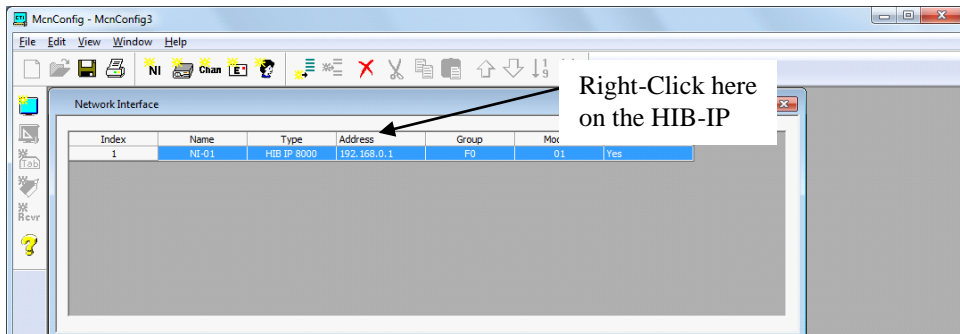 McnConfig - McnConfig3
File Edit View Window Help
NI Chan E
Right-Click here
on the HIB-IP
Network Interface
Index Name Type Address Group
1 NI-01 HIB IP 8000 192.168.0.1 F0 01 Yes
Tab
Rcvr